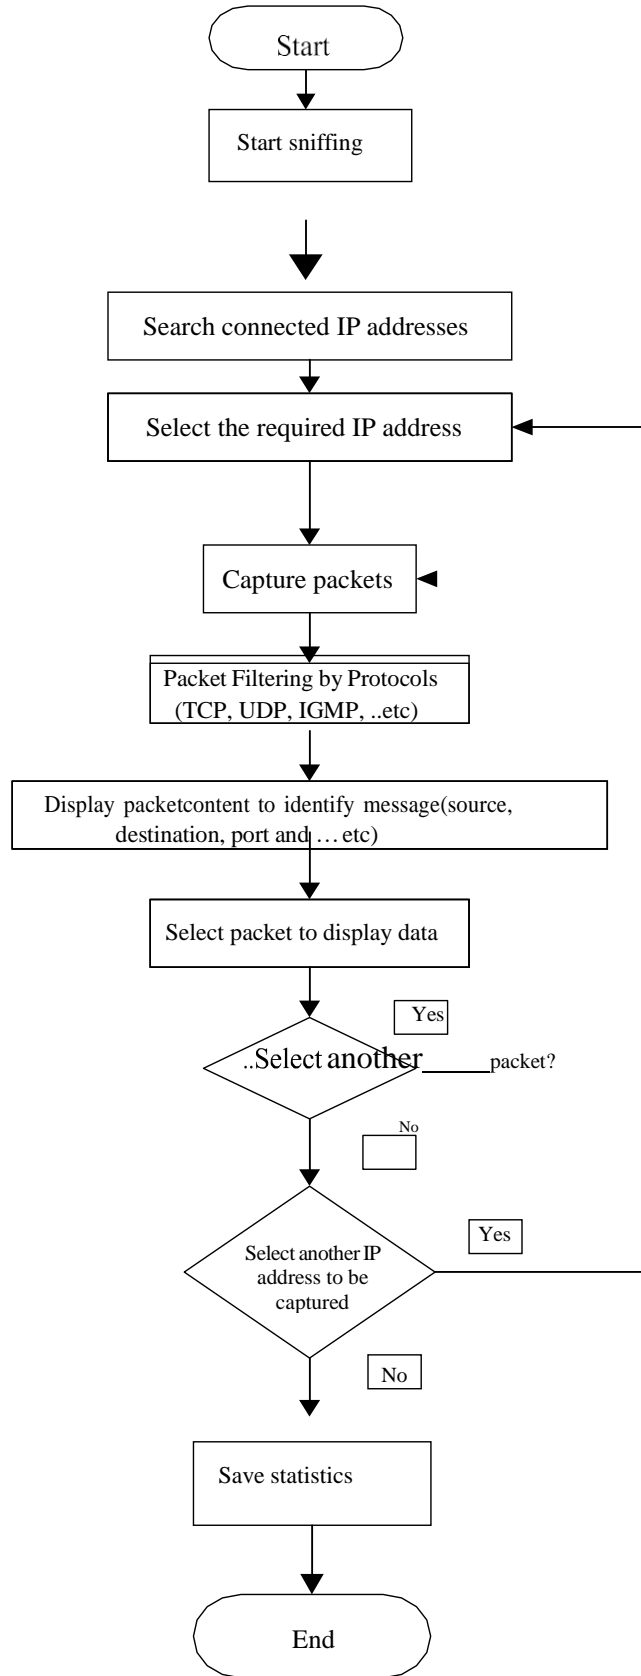 Start
Start sniffing
Search connected IP addresses
Select the required IP address
Capture packets
Packet Filtering by Protocols
(TCP, UDP, IGMP, ..etc)
Display packetcontent to identify message(source,
destination, port and … etc)
Select packet to display data
Yes
..Select another______packet?
No
Yes
Select another IP
address to be
captured
No
Save statistics
End